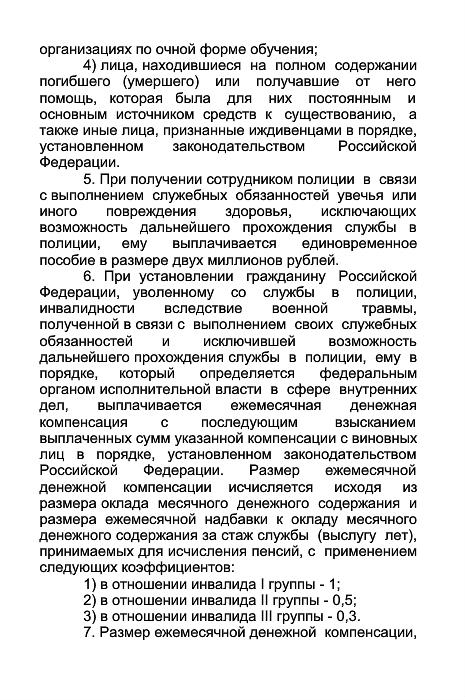 организациях по очной форме обучения;
4) лица, находившиеся на полном содержании
погибшего (умершего) или получавшие от него
помощь, которая была для них постоянным и
основным источником средств к существованию, а
также иные лица, признанные иждивенцами в порядке,
установленном законодательством Российской
Федерации.
5. При получении сотрудником полиции в связи
с выполнением служебных обязанностей увечья или
иного повреждения здоровья, исключающих
возможность дальнейшего прохождения службы в
полиции, ему выплачивается единовременное
пособие в размере двух миллионов рублей.
6. При установлении гражданину Российской
Федерации, уволенному со службы в полиции,
инвалидности вследствие военной травмы,
полученной в связи с выполнением своих служебных
обязанностей и исключившей возможность
дальнейшего прохождения службы в полиции, ему в
порядке, который определяется федеральным
органом исполнительной власти в сфере внутренних
дел, выплачивается ежемесячная денежная
компенсация с последующим взысканием
выплаченных сумм указанной компенсации с виновных
лиц в порядке, установленном законодательством
Российской Федерации. Размер ежемесячной
денежной компенсации исчисляется исходя из
размера оклада месячного денежного содержания и
размера ежемесячной надбавки к окладу месячного
денежного содержания за стаж службы (выслугу лет),
принимаемых для исчисления пенсий, с применением
следующих коэффициентов:
1) в отношении инвалида I группы - 1;
2) в отношении инвалида II группы - 0,5;
3) в отношении инвалида III группы - 0,3.
7. Размер ежемесячной денежной компенсации,